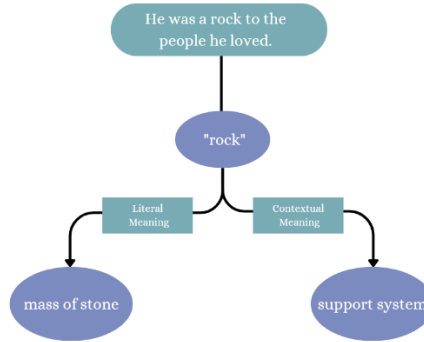 He was a rock to the
people he loved.
"rock"
Literal
Meaning
Contextual
Meaning
mass of stone
support system